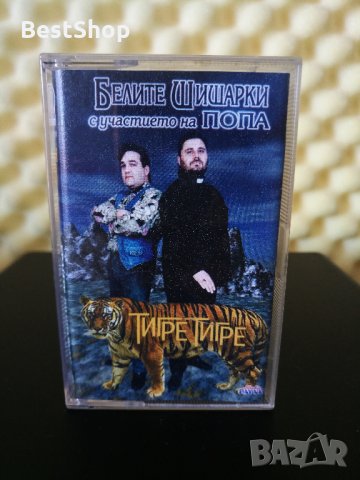 BestShop
БЕЛИТЕ ШИШАРКИ
с участието на ПОПА
ТИГРЕ ТИГРЕ
BAZAR